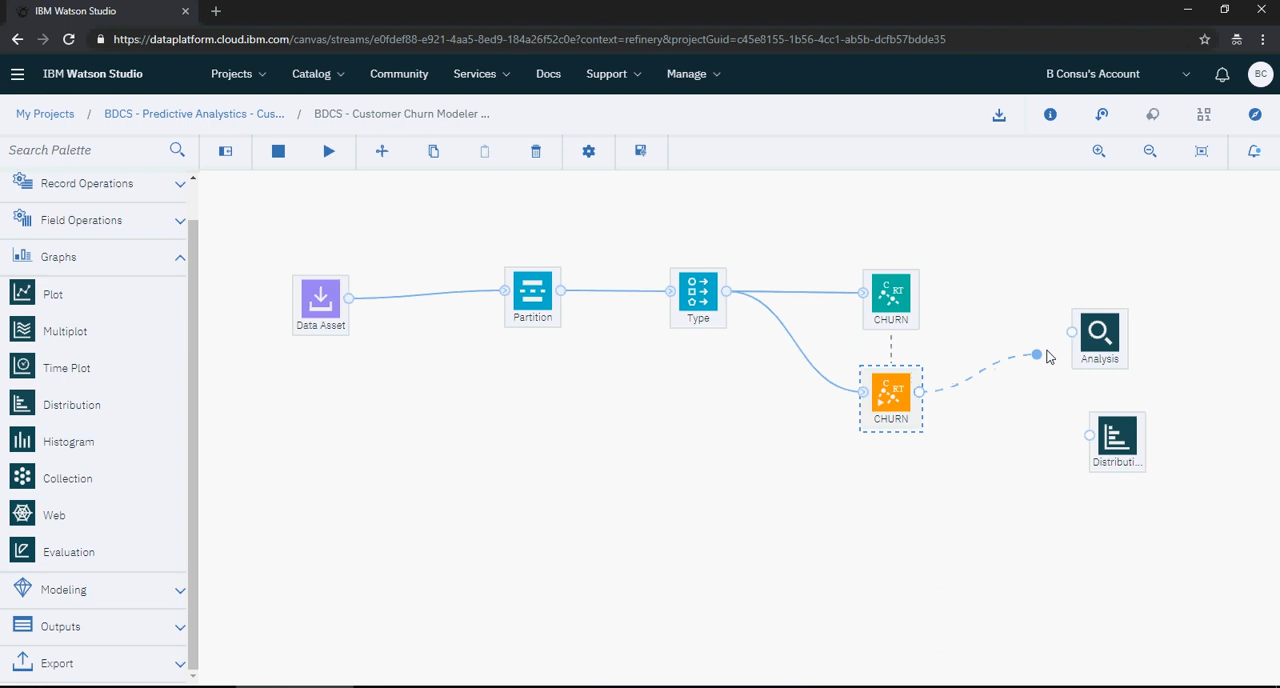 IBM Watson Studio
https://dataplatform.cloud.ibm.com/canvas/streams/e0fdef88-e921-4aa5-8ed9-184a26f52c0e?context=refinery&projectGuid=c45e8155-1b56-4cc1-ab5b-dcfb57bdde35
IBM Watson Studio Projects Catalog Community Services Docs Support Manage B Consu's Account BC
My Projects / BDCS - Predictive Analystics - Cus... / BDCS - Customer Churn Modeler ...
Search Palette
Record Operations
Field Operations
Graphs
Plot
Multiplot
Time Plot
Distribution
Histogram
Collection
Web
Evaluation
Modeling
Outputs
Export
Data Asset
Partition
Type
C RT
CHURN
C RT
CHURN
Analysis
Distributi...